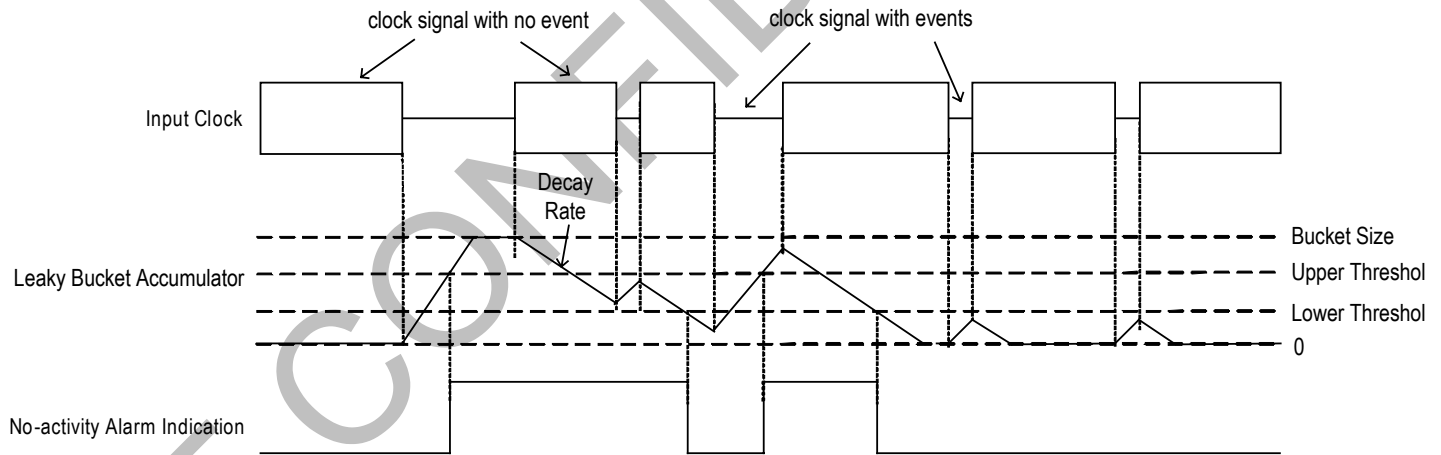 clock signal with no event
clock signal with events
Input Clock
Decay
Rate
Bucket Size
Leaky Bucket Accumulator
Upper Threshol
Lower Threshol
0
No-activity Alarm Indication